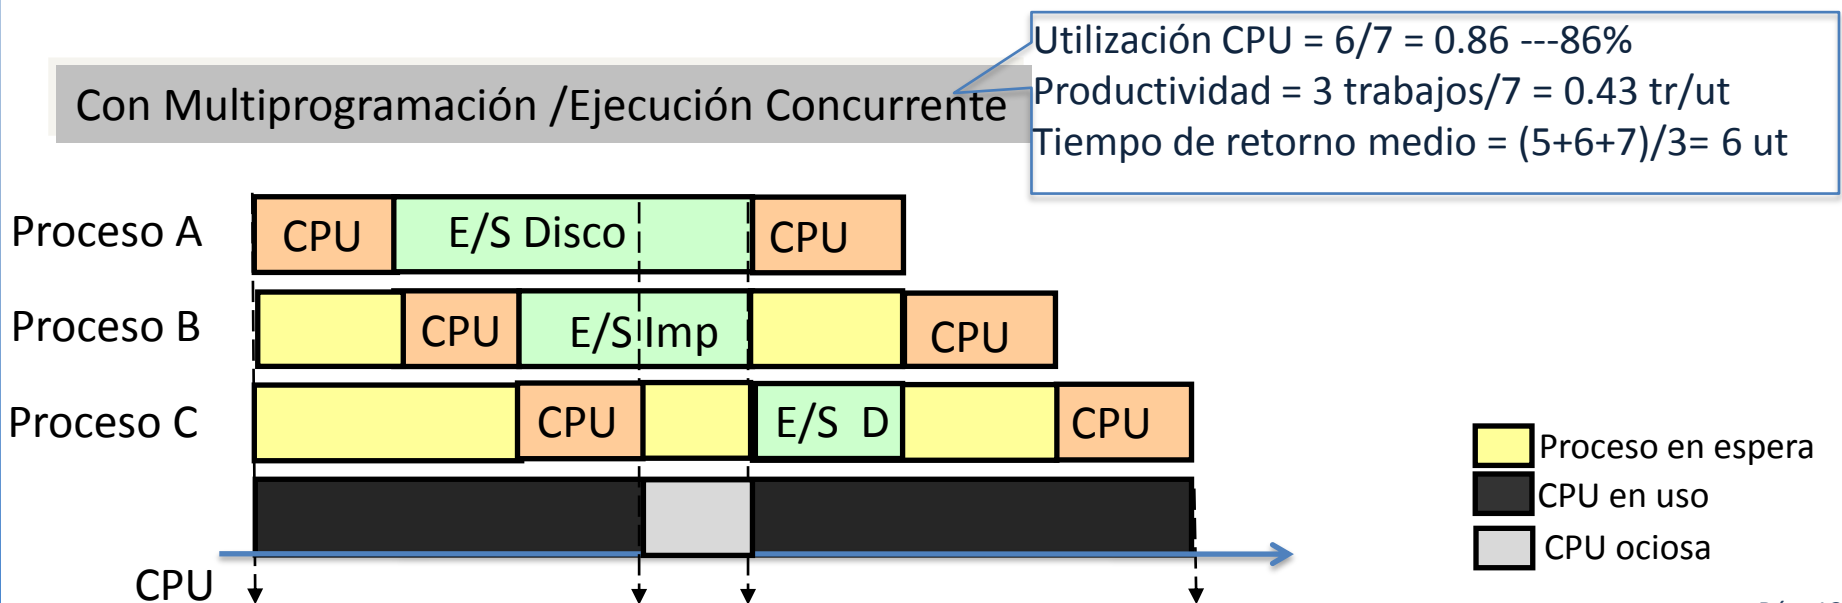 Utilización CPU = 6/7 = 0.86 ---86%
Productividad = 3 trabajos/7 = 0.43 tr/ut
Tiempo de retorno medio = (5+6+7)/3= 6 ut
Con Multiprogramación /Ejecución Concurrente
Proceso A CPU E/S Disco CPU
Proceso B CPU E/S Imp CPU
Proceso C CPU E/S D CPU
Proceso en espera
CPU en uso
CPU ociosa
CPU